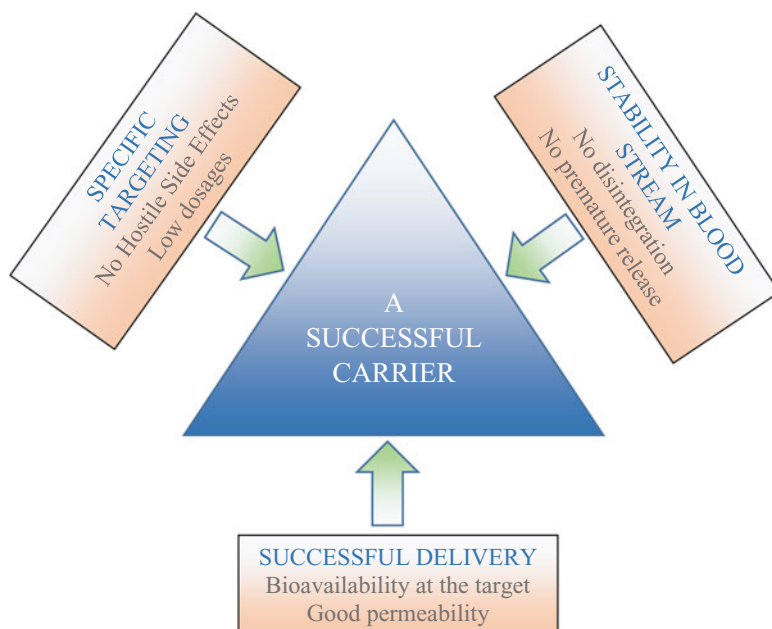 SPECIFIC
TARGETING
No Hostile Side Effects
Low dosages
STABILITY IN BLOOD
STREAM
No disintegration
No premature release
A
SUCCESSFUL
CARRIER
SUCCESSFUL DELIVERY
Bioavailability at the target
Good permeability